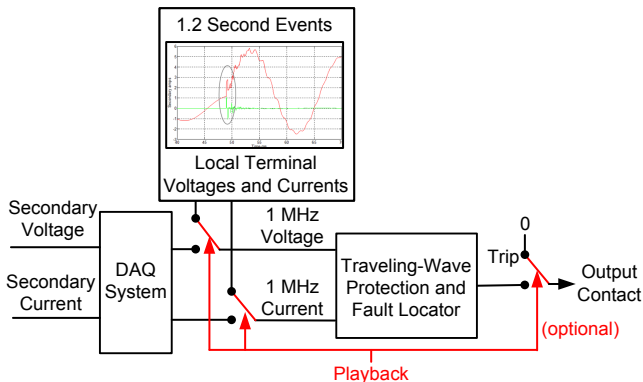 1.2 Second Events
Local Terminal
Voltages and Currents
Secondary
Voltage
Secondary
Current
DAQ
System
1 MHz
Voltage
1 MHz
Current
Traveling-Wave
Protection and
Fault Locator
0
Trip
Output
Contact
(optional)
Playback